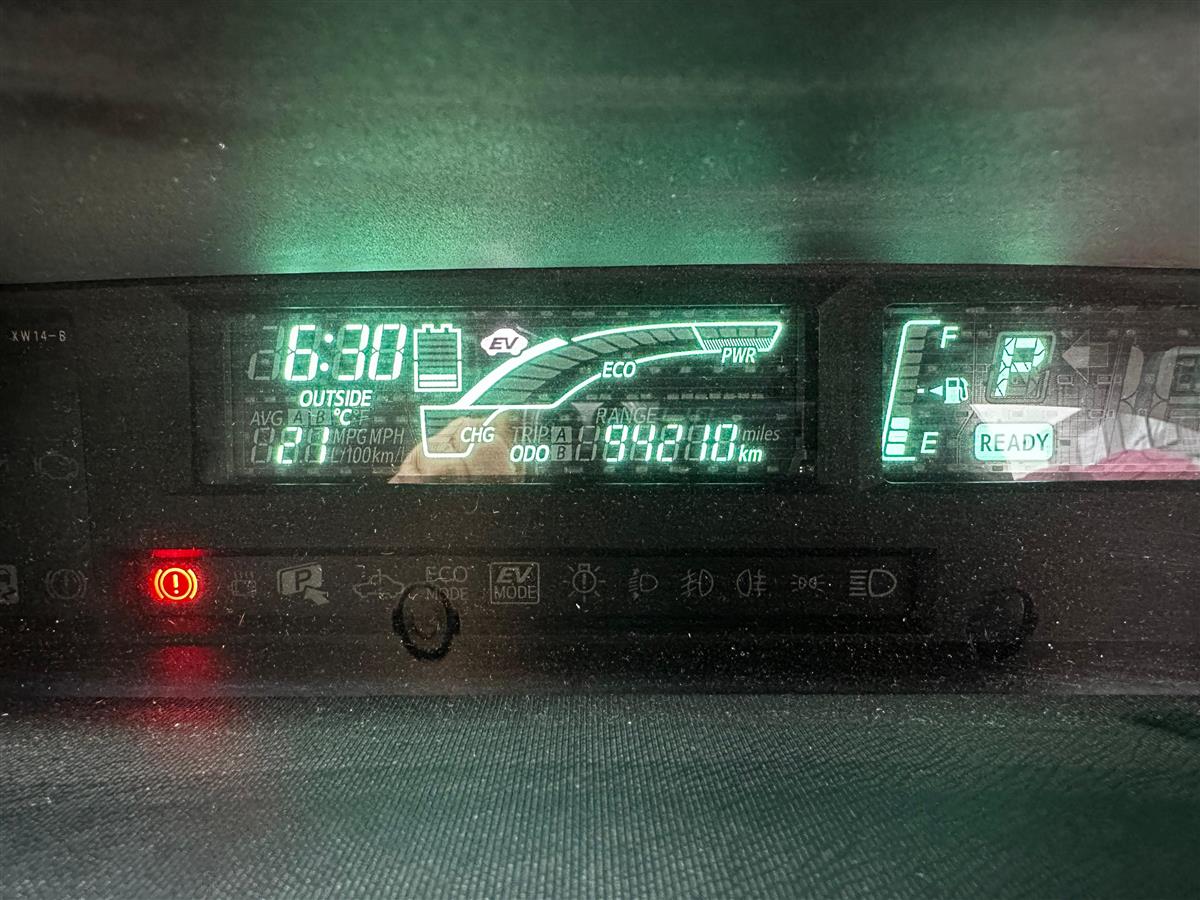 XW14-B
6:30
EV
PWR
ECO
OUTSIDE
AVG A B °C °F
21 MPG MPH
L/100km/h
CHG
RANGE
TRIP A
ODO B 94210 miles
km
F
E
P
READY
P
ECO
MODE
EV
MODE